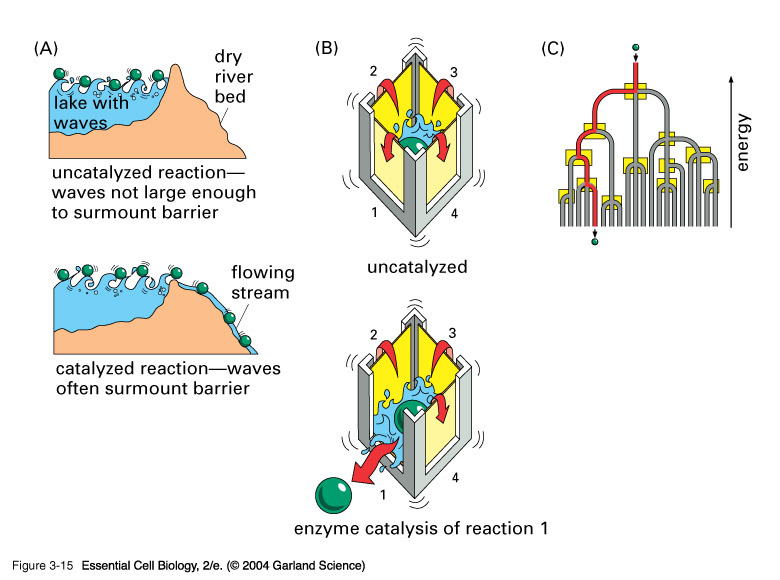 (A)
dry
river
bed
lake with
waves
uncatalyzed reaction—
waves not large enough
to surmount barrier
flowing
stream
catalyzed reaction—waves
often surmount barrier
(B)
2
3
1
4
uncatalyzed
2
3
1
4
enzyme catalysis of reaction 1
(C)
energy
Figure 3-15 Essential Cell Biology, 2/e. (© 2004 Garland Science)